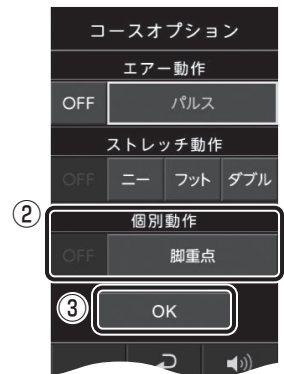 コースオプション
エアー動作
OFF パルス
ストレッチ動作
OFF ニー フット ダブル
②
個別動作
OFF 脚重点
③ OK